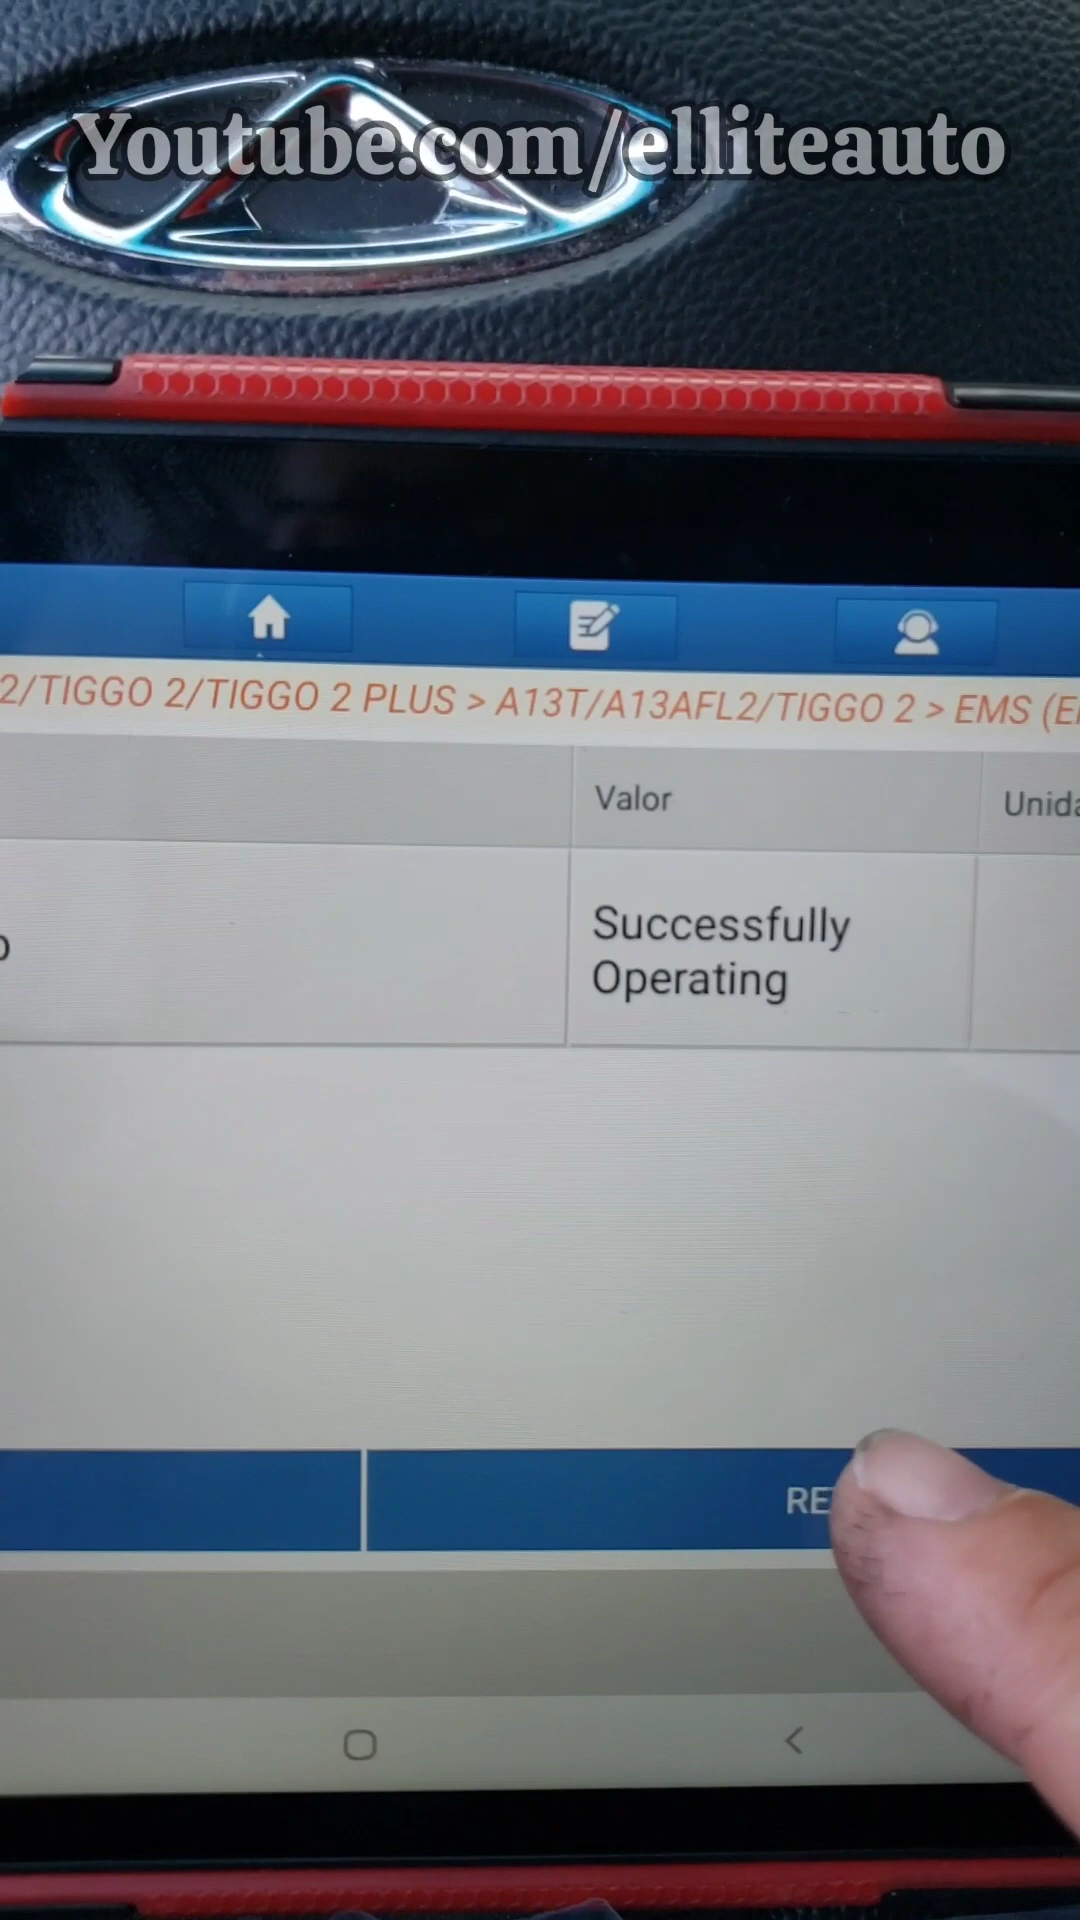 Youtube.com/elliteauto
2/TIGGO 2/TIGGO 2 PLUS > A13T/A13AFL2/TIGGO 2 > EMS (E
Valor
Unida
Successfully
Operating
RE